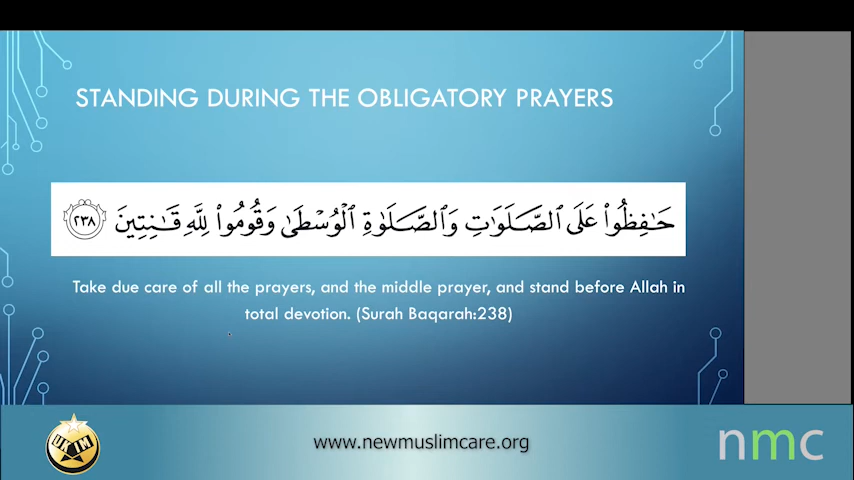 STANDING DURING THE OBLIGATORY PRAYERS
حَـٰفِظُوا۟ عَلَى ٱلصَّلَوَٰتِ وَٱلصَّلَوٰةِ ٱلْوُسْطَىٰ وَقُومُوا۟ لِلَّهِ قَـٰنِتِينَ ٢٣٨
Take due care of all the prayers, and the middle prayer, and stand before Allah in
total devotion. (Surah Baqarah:238)
UKIM
www.newmuslimcare.org
nmc